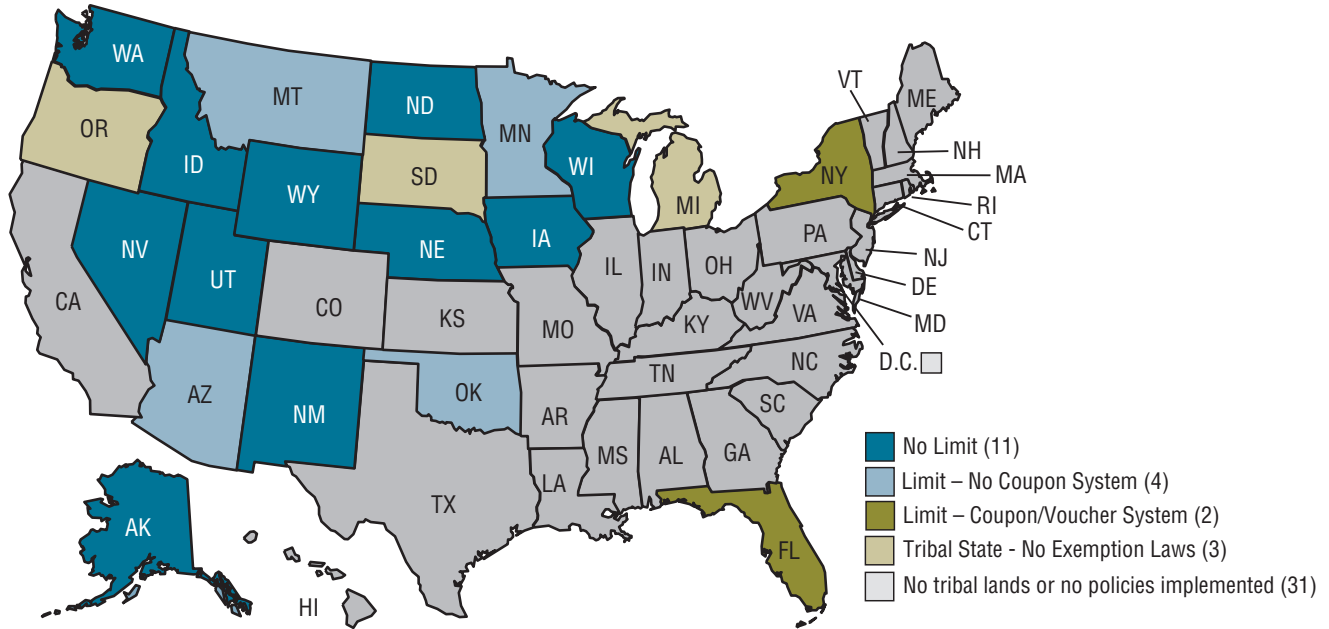 WA
MT
ND
MN
VT
ME
OR
ID
SD
WI
NH
MA
WY
MI
NY
RI
CT
NV
NE
IA
PA
NJ
UT
IL
IN
OH
DE
CA
CO
KS
MO
WV
VA
KY
MD
D.C.
AZ
NM
OK
AR
TN
NC
SC
MS
AL
GA
LA
TX
AK
HI
FL
No Limit (11)
Limit – No Coupon System (4)
Limit – Coupon/Voucher System (2)
Tribal State - No Exemption Laws (3)
No tribal lands or no policies implemented (31)